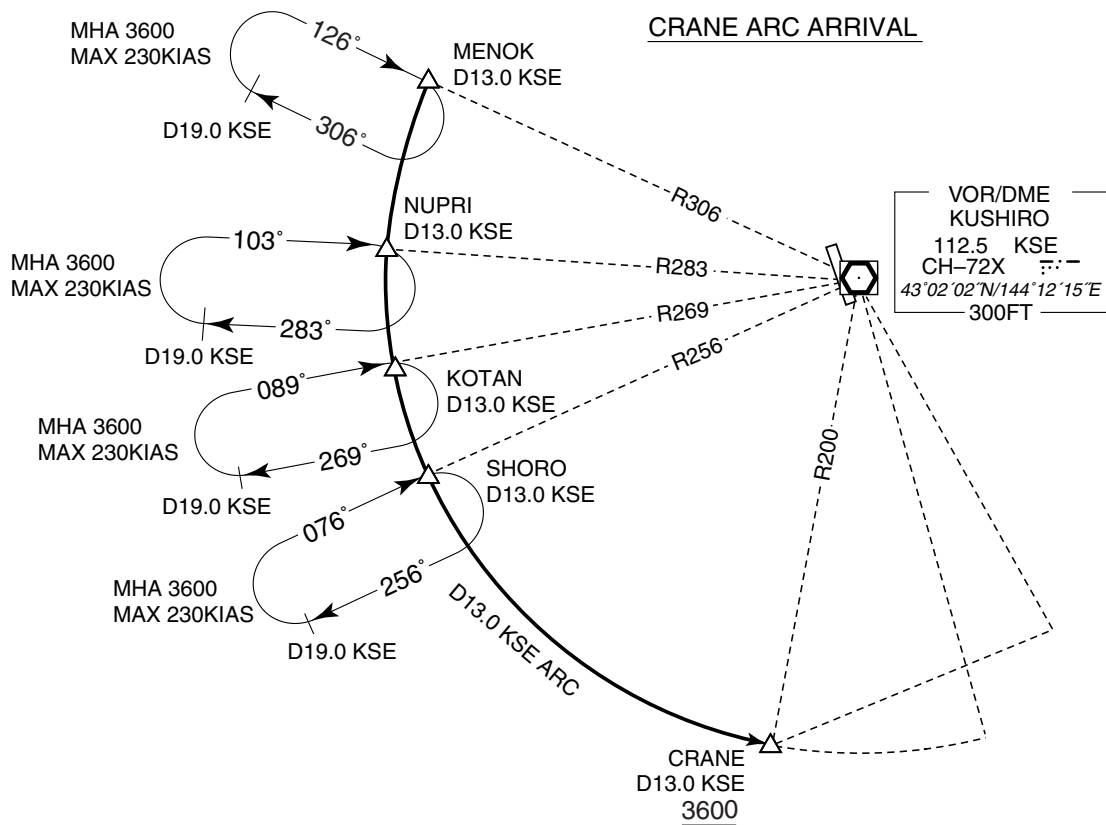 CRANE ARC ARRIVAL
MHA 3600
MAX 230KIAS
126°
MENOK
D13.0 KSE
306°
D19.0 KSE
R306
VOR/DME
KUSHIRO
112.5 KSE
CH–72X
43°02´02˝N/144°12´15˝E
300FT
NUPRI
D13.0 KSE
103°
MHA 3600
MAX 230KIAS
283°
D19.0 KSE
R283
R269
R256
089°
KOTAN
D13.0 KSE
MHA 3600
MAX 230KIAS
269°
D19.0 KSE
R200
SHORO
D13.0 KSE
076°
256°
MHA 3600
MAX 230KIAS
D19.0 KSE
D13.0 KSE ARC
CRANE
D13.0 KSE
3600